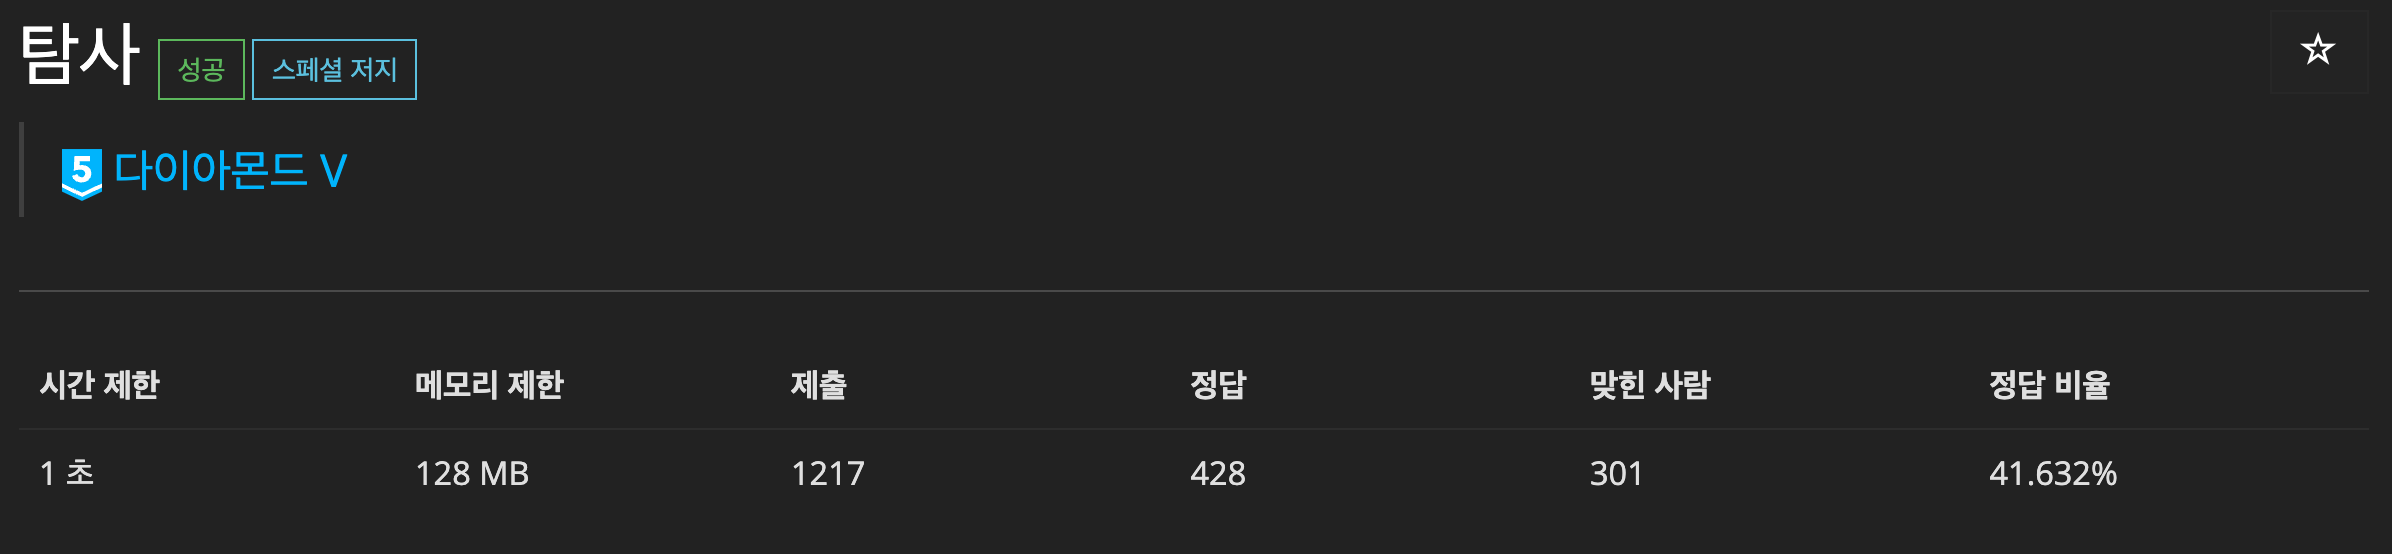 탐사 성공 스페셜 저지
5 다이아몬드 V
시간 제한 메모리 제한 제출 정답 맞힌 사람 정답 비율
1 초 128 MB 1217 428 301 41.632%